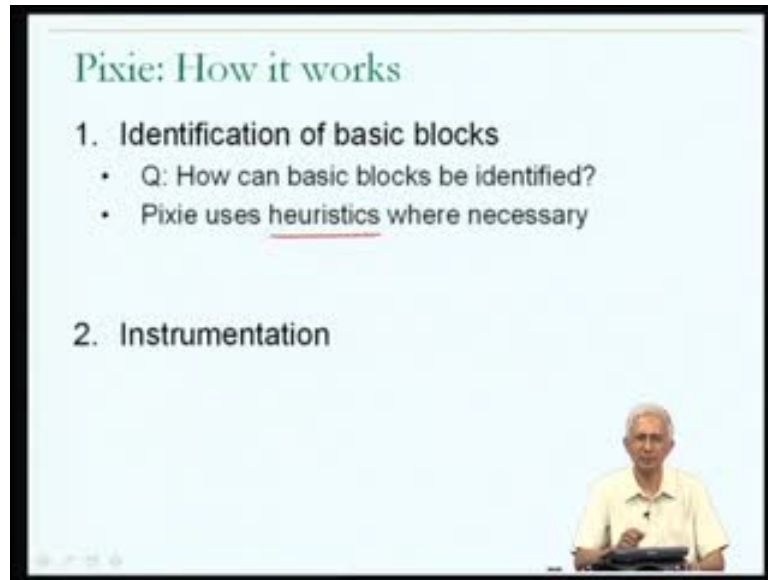 Pixie: How it works
1. Identification of basic blocks
• Q: How can basic blocks be identified?
• Pixie uses heuristics where necessary
2. Instrumentation